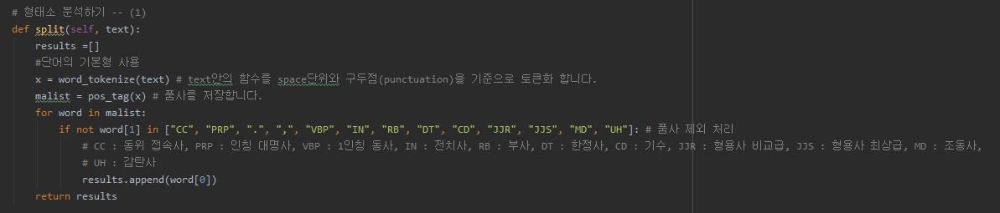 # 형태소 분석하기 -- (1)
def split(self, text):
results =[]
#단어의 기본형 사용
x = word_tokenize(text) # text안의 함수를 space단위와 구두점(punctuation)을 기준으로 토큰화 합니다.
malist = pos_tag(x) # 품사를 저장합니다.
for word in malist:
if not word[1] in ["CC", "PRP", ".", ",", "VBP", "IN", "RB", "DT", "CD", "JJR", "JJS", "MD", "UH"]: # 품사 제외 처리
# CC : 동위 접속사, PRP : 인칭 대명사, VBP : 1인칭 동사, IN : 전치사, RB : 부사, DT : 한정사, CD : 기수, JJR : 형용사 비교급, JJS : 형용사 최상급, MD : 조동사,
# UH : 감탄사
results.append(word[0])
return results